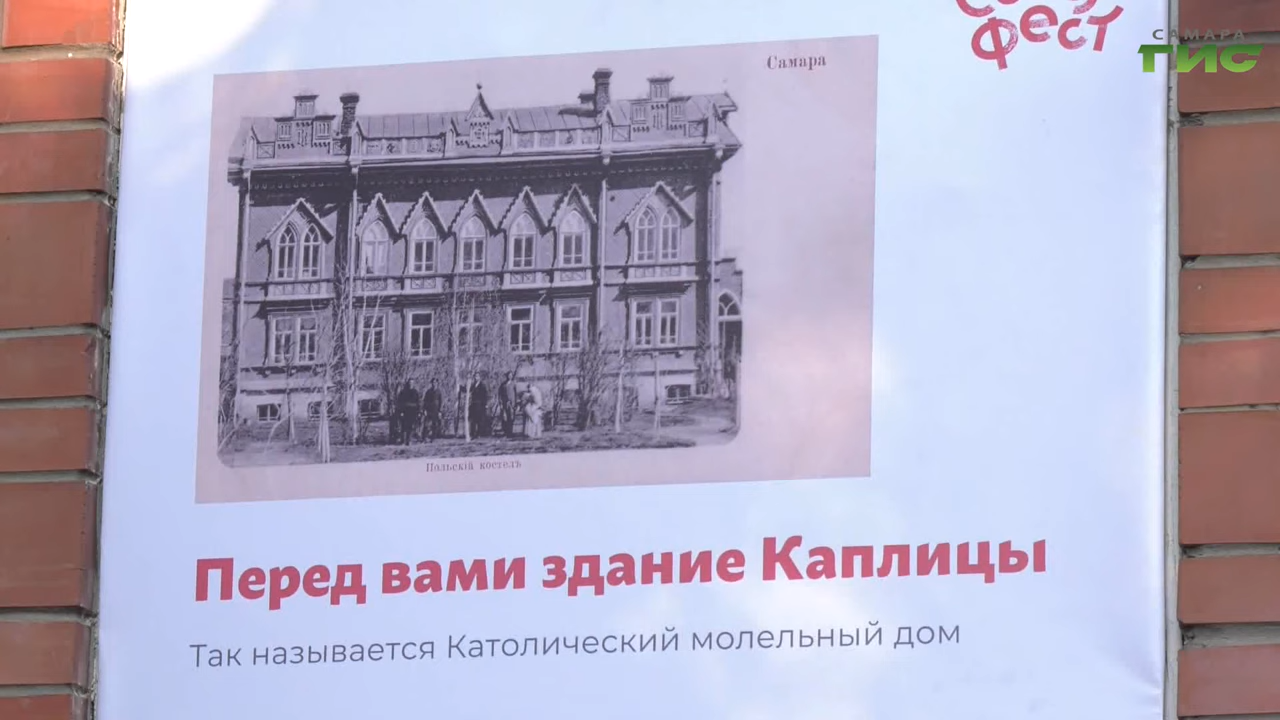 фест
САМАРА
ГИС
Самара
Польскій костелъ
Перед вами здание Каплицы
Так называется Католический молельный дом